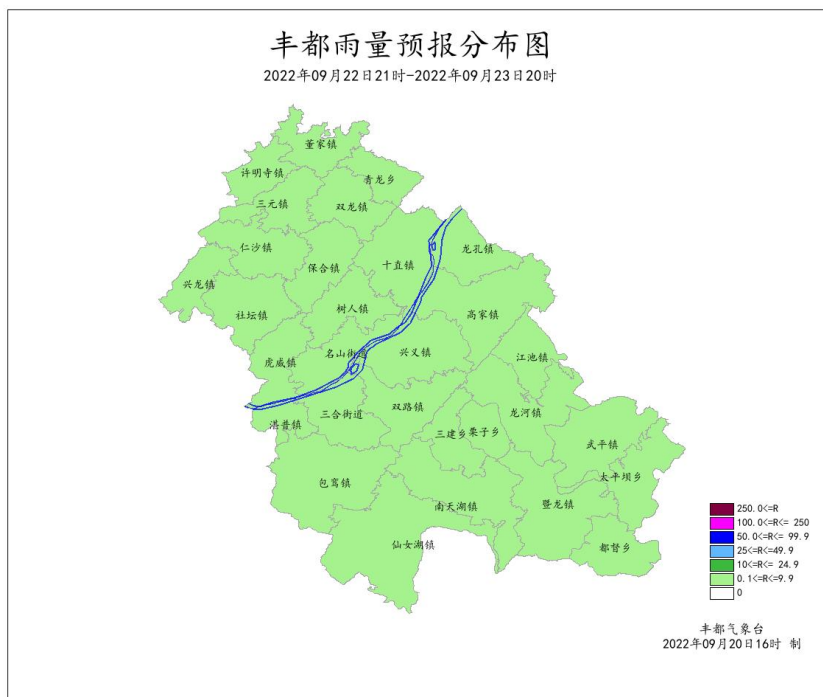 丰都雨量预报分布图
2022年09月22日21时-2022年09月23日20时
董家镇
许明寺镇
青龙乡
三元镇
双龙镇
仁沙镇
龙孔镇
保合镇
十直镇
兴龙镇
社坛镇
树人镇
高家镇
虎威镇
名山街道
兴义镇
江池镇
湛普镇
三合街道
双路镇
龙河镇
三建乡
栗子乡
武平镇
包鸾镇
太平坝乡
南天湖镇
暨龙镇
仙女湖镇
都督乡
250.0<=R
100.0<=R<= 250
50.0<=R<= 99.9
25<=R<=49.9
10<=R<= 24.9
0.1<=R<=9.9
0
丰都气象台
2022年09月20日16时 制